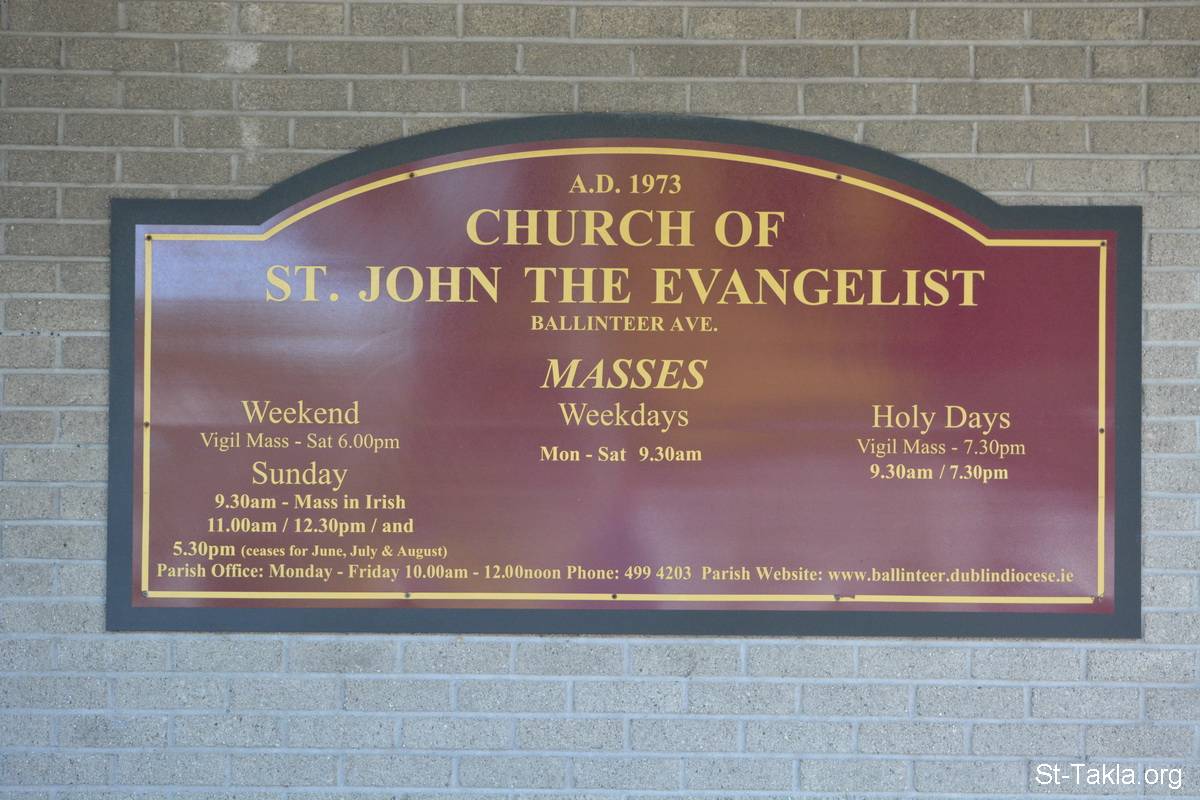 A.D. 1973
CHURCH OF
ST. JOHN THE EVANGELIST
BALLINTEER AVE.
MASSES
Weekend
Vigil Mass - Sat 6.00pm
Sunday
9.30am - Mass in Irish
11.00am / 12.30pm / and
5.30pm (ceases for June, July & August)
Weekdays
Mon - Sat 9.30am
Holy Days
Vigil Mass - 7.30pm
9.30am / 7.30pm
Parish Office: Monday - Friday 10.00am - 12.00noon Phone: 499 4203 Parish Website: www.ballinteer.dublindiocese.ie
St-Takla.org